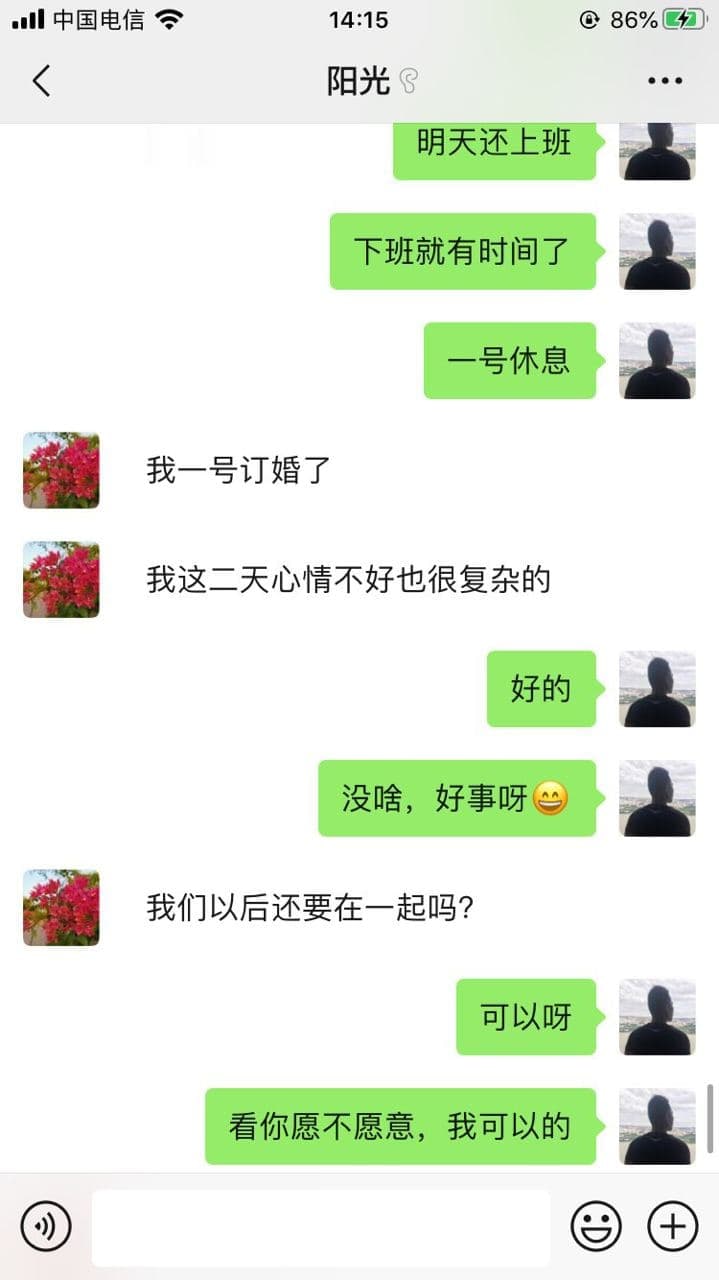 中国电信
14:15
86%
阳光
明天还上班
下班就有时间了
一号休息
我一号订婚了
我这二天心情不好也很复杂的
好的
没啥，好事呀😄
我们以后还要在一起吗?
可以呀
看你愿不愿意，我可以的